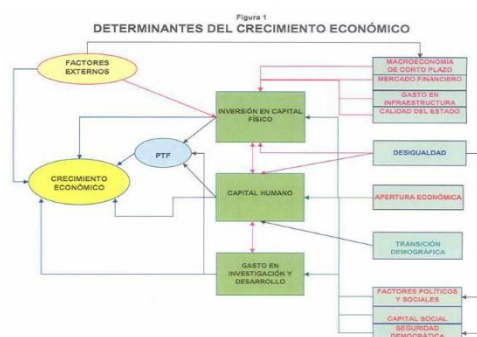 Figura 1
DETERMINANTES DEL CRECIMIENTO ECONÓMICO
FACTORES
EXTERNOS
MACROECONOMÍA
DE CORTO PLAZO
MERCADO FINANCIERO
GASTO EN
INFRAESTRUCTURA
CALIDAD DEL ESTADO
INVERSIÓN EN CAPITAL
FÍSICO
PTF
DESIGUALDAD
CRECIMIENTO
ECONÓMICO
CAPITAL HUMANO
APERTURA ECONÓMICA
TRANSICIÓN
DEMOGRÁFICA
GASTO EN
INVESTIGACIÓN Y
DESARROLLO
FACTORES POLÍTICOS
Y SOCIALES
CAPITAL SOCIAL
SEGURIDAD
DEMOCRÁTICA